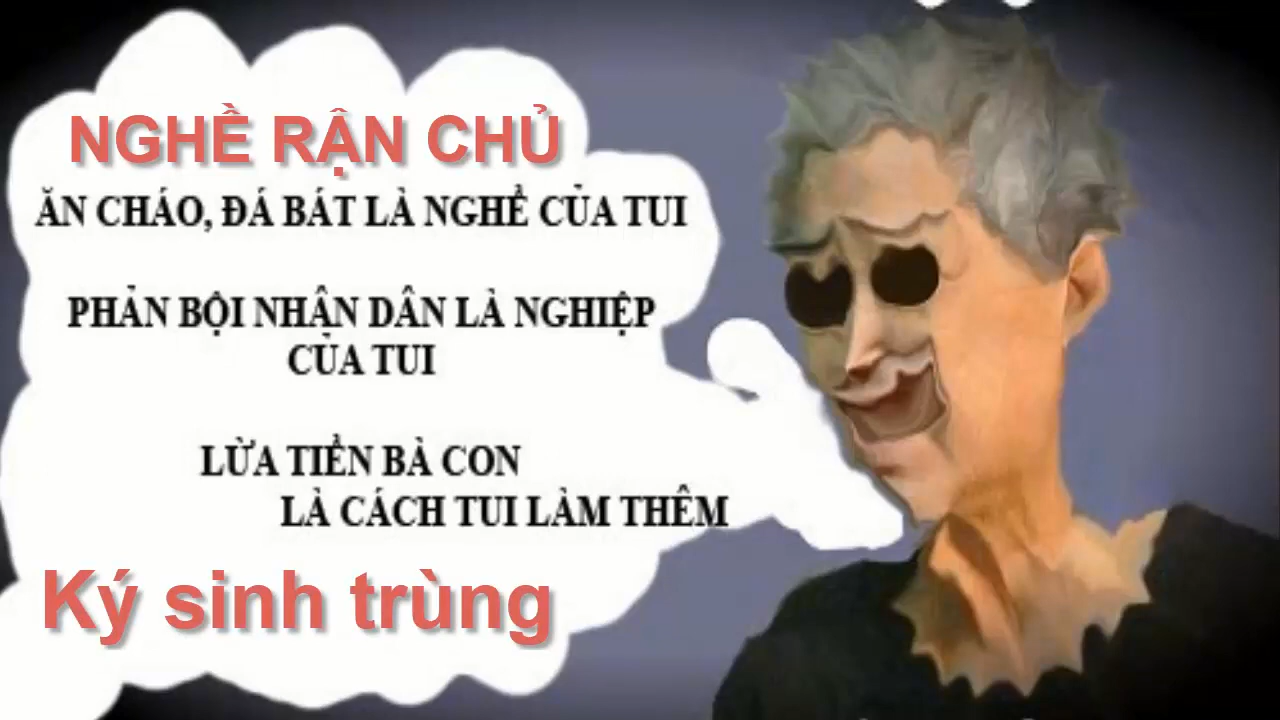 NGHỀ RẬN CHỦ
ĂN CHÁO, ĐÁ BÁT LÀ NGHỀ CỦA TUI
PHẢN BỘI NHÂN DÂN LÀ NGHIỆP
CỦA TUI
LỪA TIỀN BÀ CON
LÀ CÁCH TUI LÀM THÊM
Ký sinh trùng